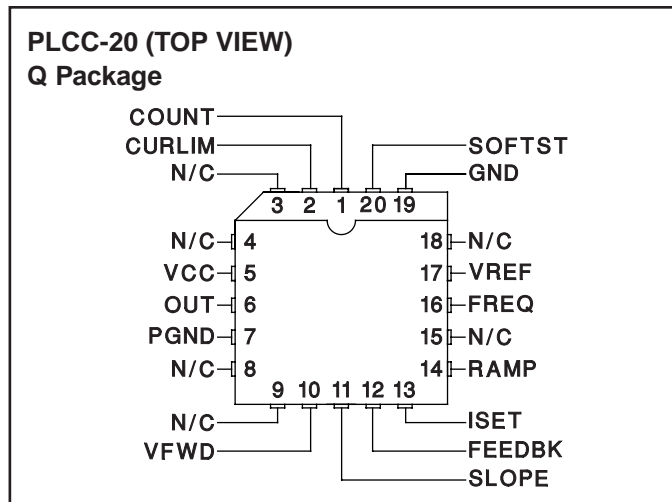 PLCC-20 (TOP VIEW)
Q Package
COUNT
CURLIM
SOFTST
N/C
GND
3 2 1 20 19
N/C 4
18 N/C
VCC 5
17 VREF
OUT 6
16 FREQ
PGND 7
15 N/C
N/C 8
14 RAMP
9 10 11 12 13
N/C
ISET
VFWD
FEEDBK
SLOPE